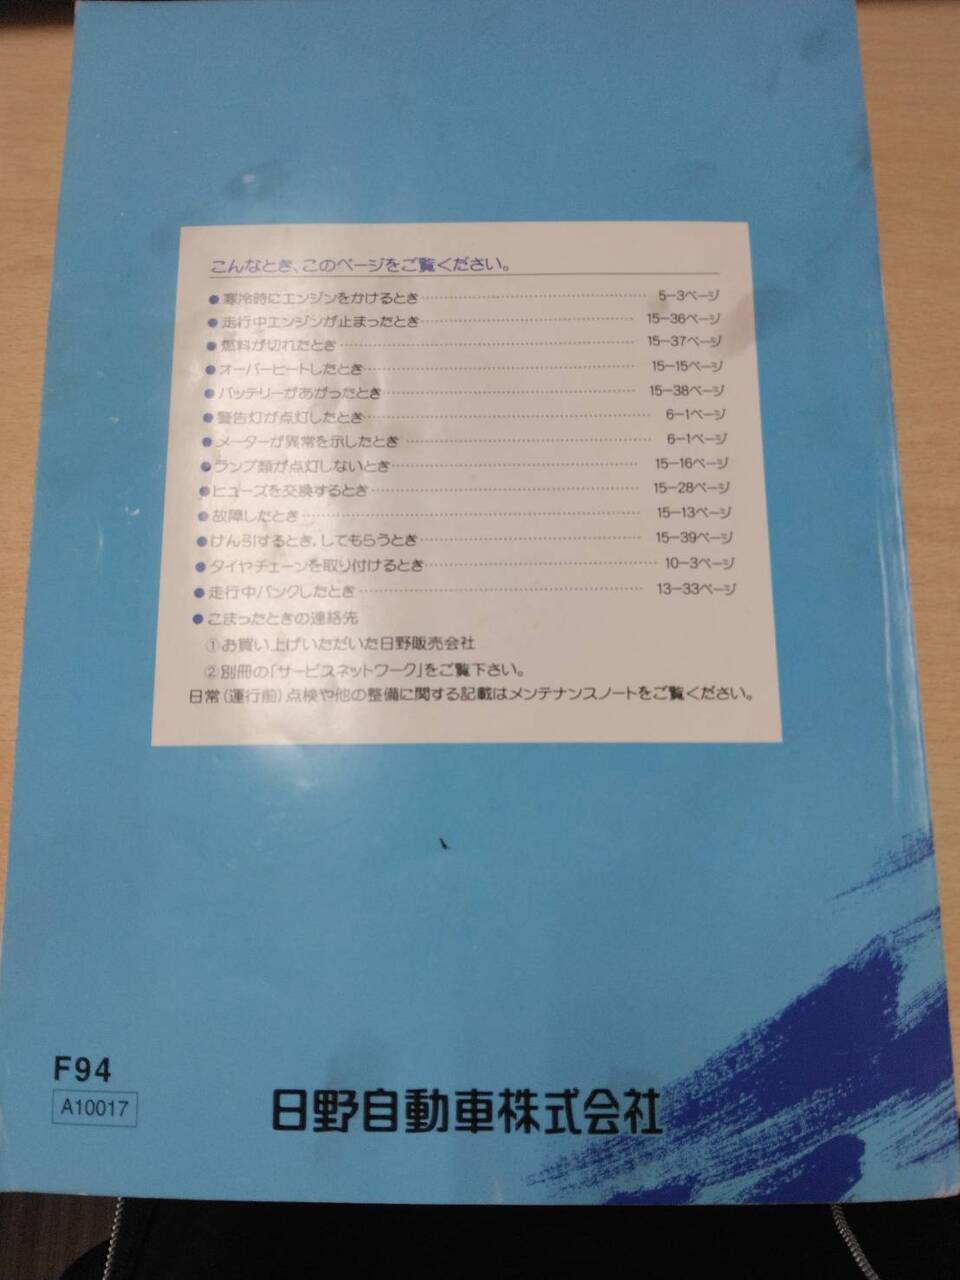 こんなとき、このページをご覧ください。
●寒冷時にエンジンをかけるとき……5−3ページ
●走行中エンジンが止まったとき……15−36ページ
●燃料が切れたとき……15−37ページ
●オーバーヒートしたとき……15−15ページ
●バッテリーがあがったとき……15−38ページ
●警告灯が点灯したとき……6−1ページ
●メーターが異常を示したとき……6−1ページ
●ランプ類が点灯しないとき……15−16ページ
●ヒューズを交換するとき……15−28ページ
●故障したとき……15−13ページ
●けん引するとき，してもらうとき……15−39ページ
●タイヤチェーンを取り付けるとき……10−3ページ
●走行中パンクしたとき……13−33ページ
●こまったときの連絡先
①お買い上げいただいた日野販売会社
②別冊の「サービスネットワーク」をご覧下さい。
日常（運行前）点検や他の整備に関する記載はメンテナンスノートをご覧ください。
F94
A10017
日野自動車株式会社